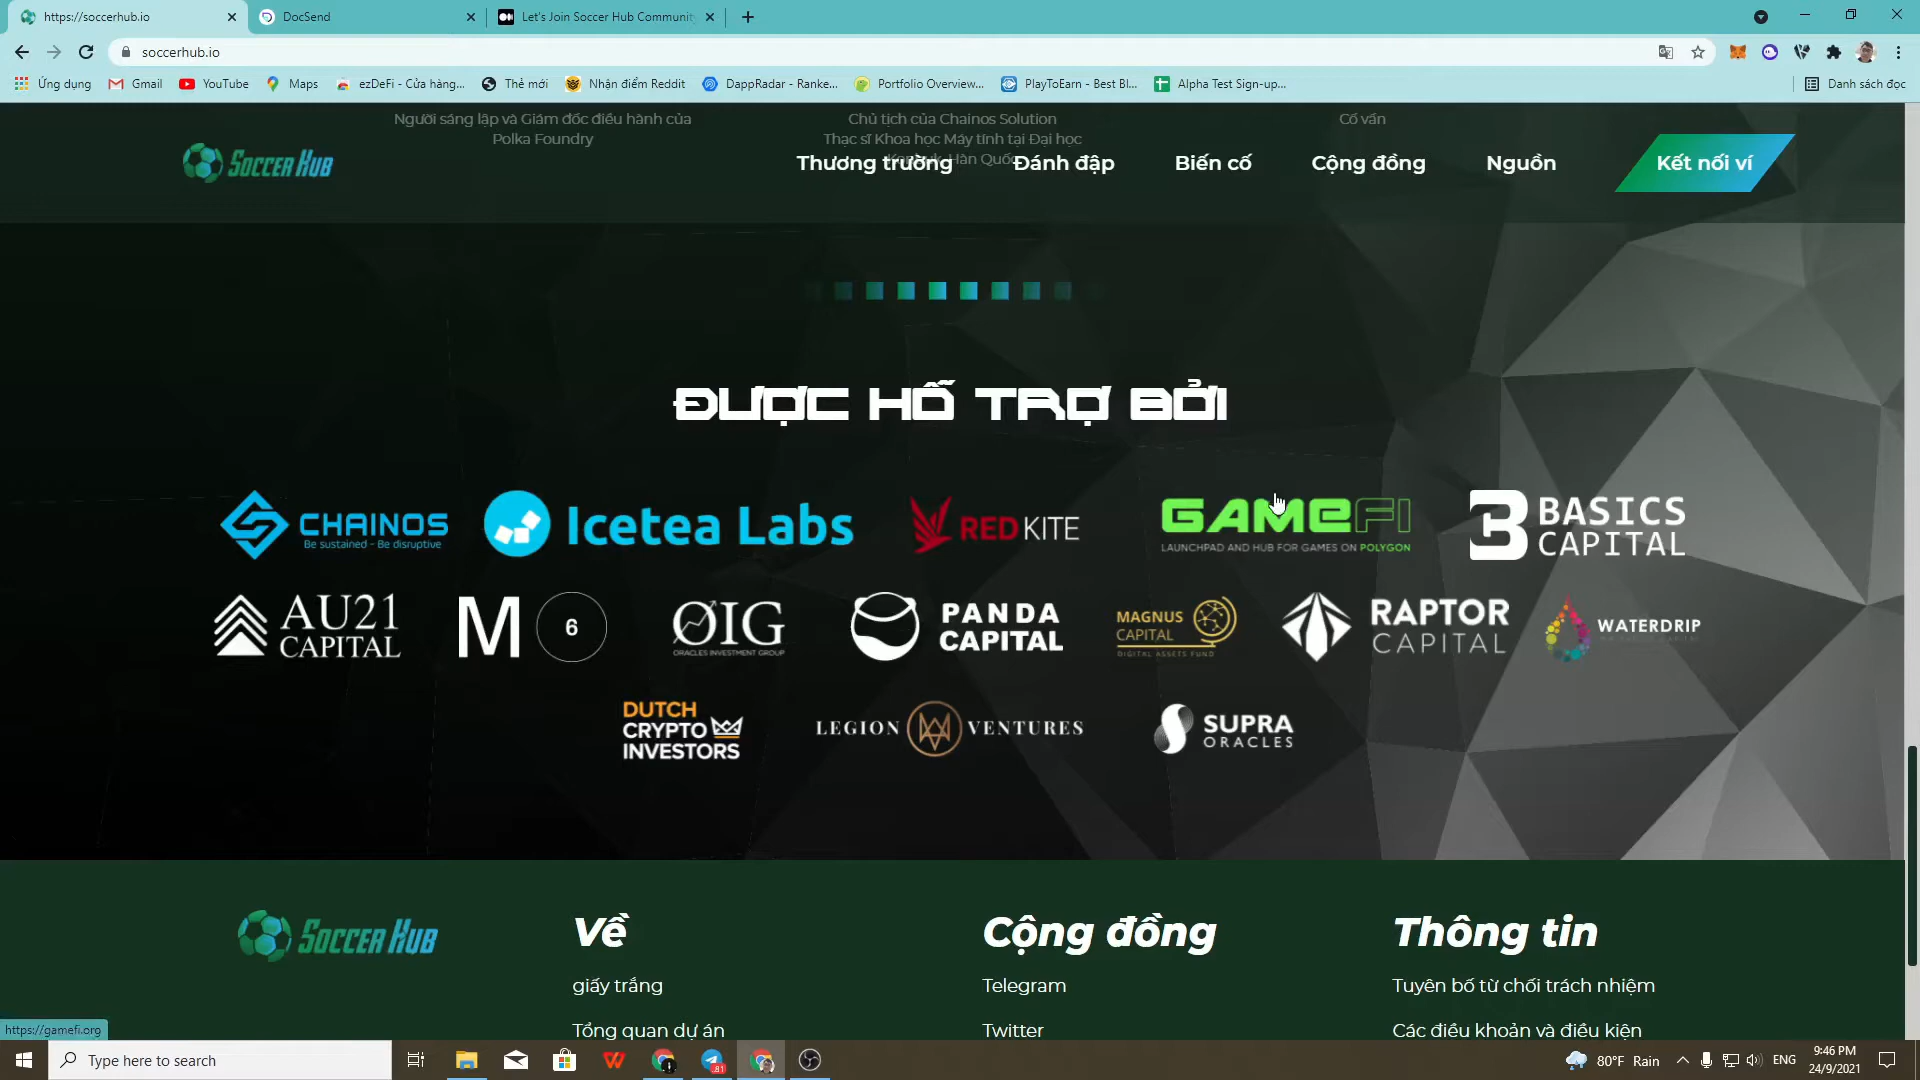 https://soccerhub.io
DocSend
Let's Join Soccer Hub Communit
soccerhub.io
Ứng dụng
Gmail
YouTube
Maps
ezDeFi - Cửa hàng...
Thẻ mới
Nhận điểm Reddit
DappRadar - Ranke...
Portfolio Overview...
PlayToEarn - Best Bl...
Alpha Test Sign-up...
Danh sách đọc
Người sáng lập và Giám đốc điều hành của
Polka Foundry
Chủ tịch của Chainos Solution
Thạc sĩ Khoa học Máy tính tại Đại học
Hàn Quốc
Cố vấn
SOCCER HUB
Thương trường
Đánh đập
Biến cố
Cộng đồng
Nguồn
Kết nối ví
ĐƯỢC HỖ TRỢ BỞI
CHAINOS
Be sustained - Be disruptive
Icetea Labs
RED KITE
GAMEFI
LAUNCHPAD AND HUB FOR GAMES ON POLYGON
3 BASICS
CAPITAL
AU21
CAPITAL
M 6
OIG
ORACLES INVESTMENT GROUP
PANDA
CAPITAL
MAGNUS
CAPITAL
DIGITAL ASSETS FUND
RAPTOR
CAPITAL
WATERDRIP
DUTCH
CRYPTO
INVESTORS
LEGION VENTURES
SUPRA
ORACLES
SOCCER HUB
Về
giấy trắng
Tổng quan dự án
Cộng đồng
Telegram
Twitter
Thông tin
Tuyên bố từ chối trách nhiệm
Các điều khoản và điều kiện
https://gamefi.org
Type here to search
81
80°F Rain
ENG
9:46 PM
24/9/2021